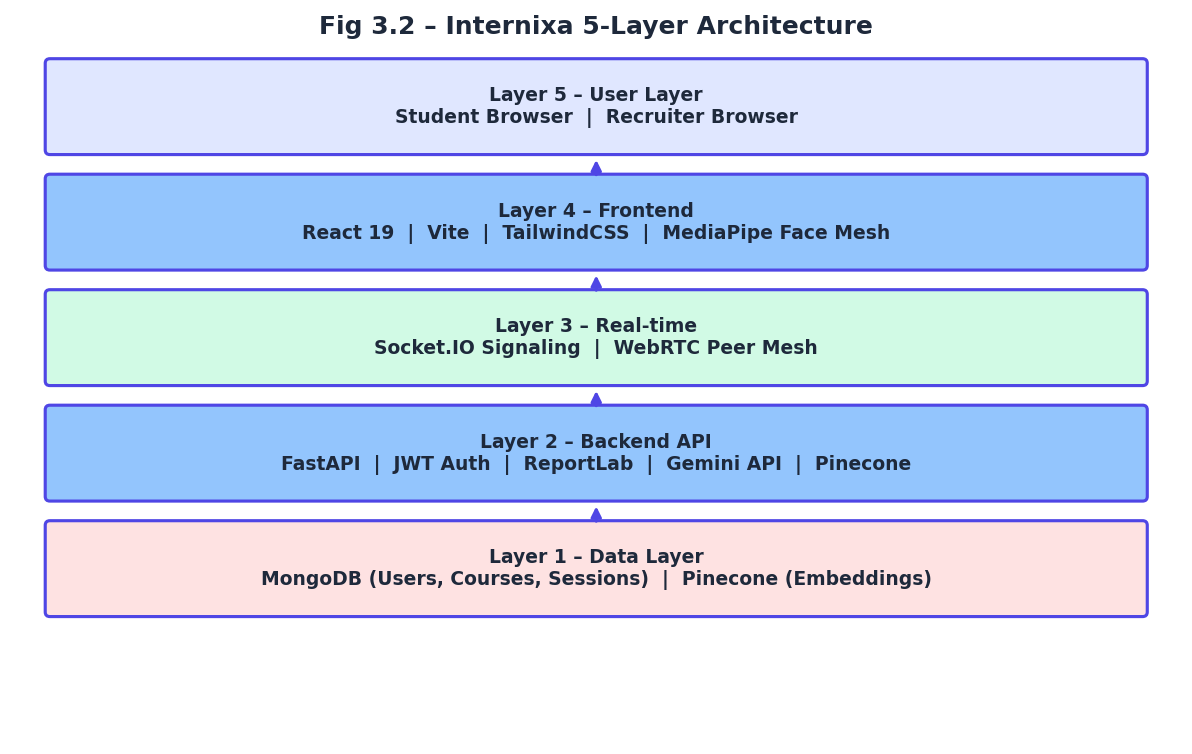 Fig 3.2 – Internixa 5-Layer Architecture
Layer 5 – User Layer
Student Browser | Recruiter Browser
Layer 4 – Frontend
React 19 | Vite | TailwindCSS | MediaPipe Face Mesh
Layer 3 – Real-time
Socket.IO Signaling | WebRTC Peer Mesh
Layer 2 – Backend API
FastAPI | JWT Auth | ReportLab | Gemini API | Pinecone
Layer 1 – Data Layer
MongoDB (Users, Courses, Sessions) | Pinecone (Embeddings)